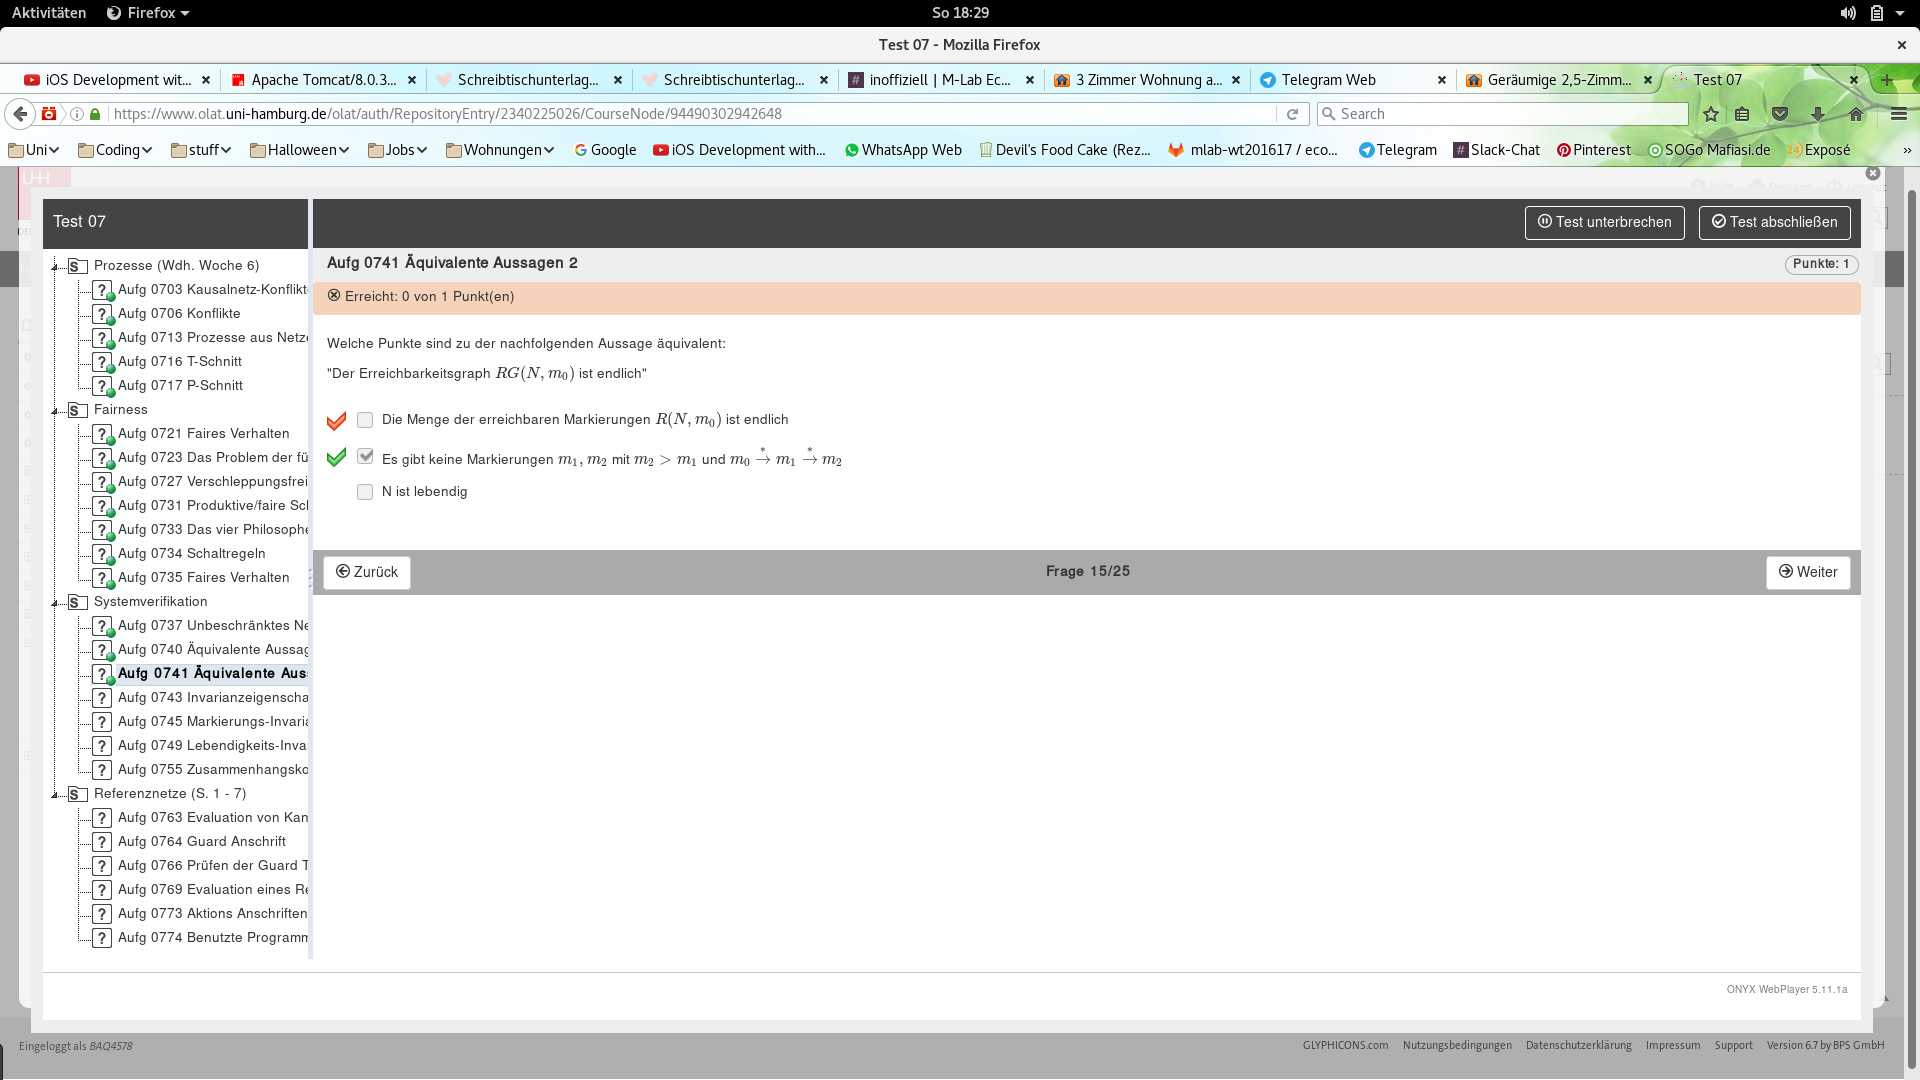 Aktivitäten Firefox So 18:29
Test 07 - Mozilla Firefox
iOS Development wit... Apache Tomcat/8.0.3... Schreibtischunterlag... Schreibtischunterlag... inoffiziell | M-Lab Ec... 3 Zimmer Wohnung a... Telegram Web Geräumige 2,5-Zimm... Test 07
https://www.olat.uni-hamburg.de/olat/auth/RepositoryEntry/2340225026/CourseNode/94490302942648 Search
Uni Coding stuff Halloween Jobs Wohnungen Google iOS Development with... WhatsApp Web Devil's Food Cake (Rez... mlab-wt201617 / eco... Telegram Slack-Chat Pinterest SOGo Mafiasi.de Exposé »
Test 07 Test unterbrechen Test abschließen
Prozesse (Wdh. Woche 6)
Aufg 0703 Kausalnetz-Konflikt
Aufg 0706 Konflikte
Aufg 0713 Prozesse aus Netz
Aufg 0716 T-Schnitt
Aufg 0717 P-Schnitt
Fairness
Aufg 0721 Faires Verhalten
Aufg 0723 Das Problem der fü
Aufg 0727 Verschleppungsfrei
Aufg 0731 Produktive/faire Sc
Aufg 0733 Das vier Philosoph
Aufg 0734 Schaltregeln
Aufg 0735 Faires Verhalten
Systemverifikation
Aufg 0737 Unbeschränktes Ne
Aufg 0740 Äquivalente Aussag
Aufg 0741 Äquivalente Aus
Aufg 0743 Invarianzeigenscha
Aufg 0745 Markierungs-Invaria
Aufg 0749 Lebendigkeits-Inva
Aufg 0755 Zusammenhangsko
Referenznetze (S. 1 - 7)
Aufg 0763 Evaluation von Kan
Aufg 0764 Guard Anschrift
Aufg 0766 Prüfen der Guard T
Aufg 0769 Evaluation eines Re
Aufg 0773 Aktions Anschriften
Aufg 0774 Benutzte Programm
Aufg 0741 Äquivalente Aussagen 2 Punkte: 1
Erreicht: 0 von 1 Punkt(en)
Welche Punkte sind zu der nachfolgenden Aussage äquivalent:
"Der Erreichbarkeitsgraph RG(N, m₀) ist endlich"
Die Menge der erreichbaren Markierungen R(N, m₀) ist endlich
Es gibt keine Markierungen m₁, m₂ mit m₂ > m₁ und m₀ →* m₁ →* m₂
N ist lebendig
Zurück Frage 15/25 Weiter
ONYX WebPlayer 5.11.1a
Eingeloggt als BAQ4578 GLYPHICONS.com Nutzungsbedingungen Datenschutzerklärung Impressum Support Version 6.7 by BPS GmbH